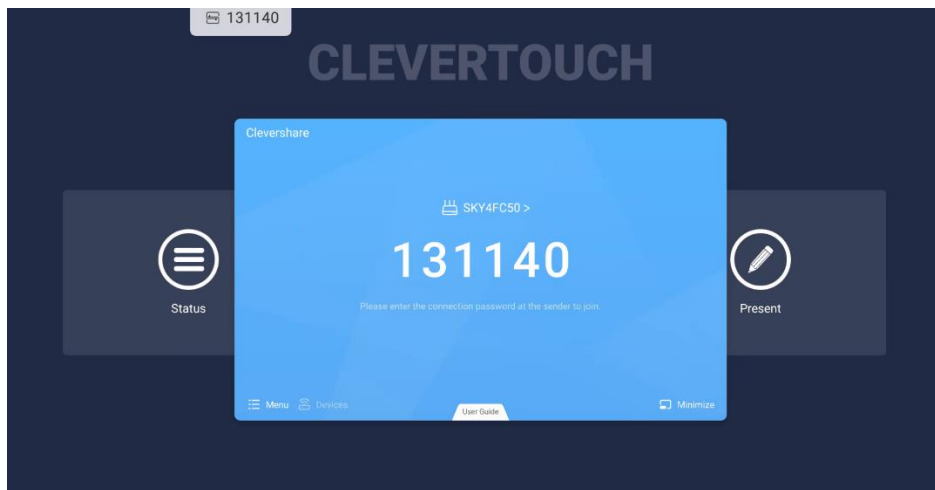 131140
CLEVERTOUCH
Clevershare
SKY4FC50 >
131140
Please enter the connection password at the sender to join.
Status
Present
Menu
Devices
User Guide
Minimize